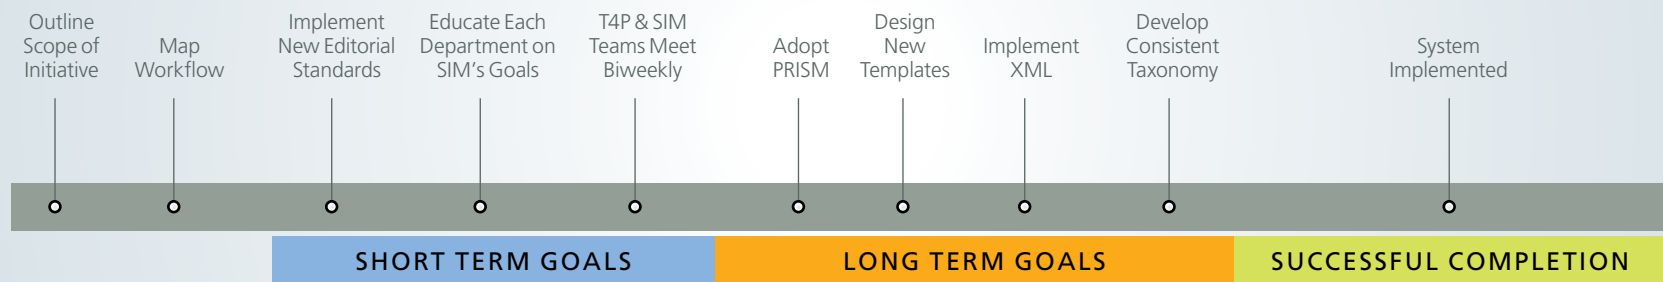 Outline
Scope of
Initiative
Map
Workflow
Implement
New Editorial
Standards
Educate Each
Department on
SIM's Goals
T4P & SIM
Teams Meet
Biweekly
Adopt
PRISM
Design
New
Templates
Implement
XML
Develop
Consistent
Taxonomy
System
Implemented
SHORT TERM GOALS
LONG TERM GOALS
SUCCESSFUL COMPLETION